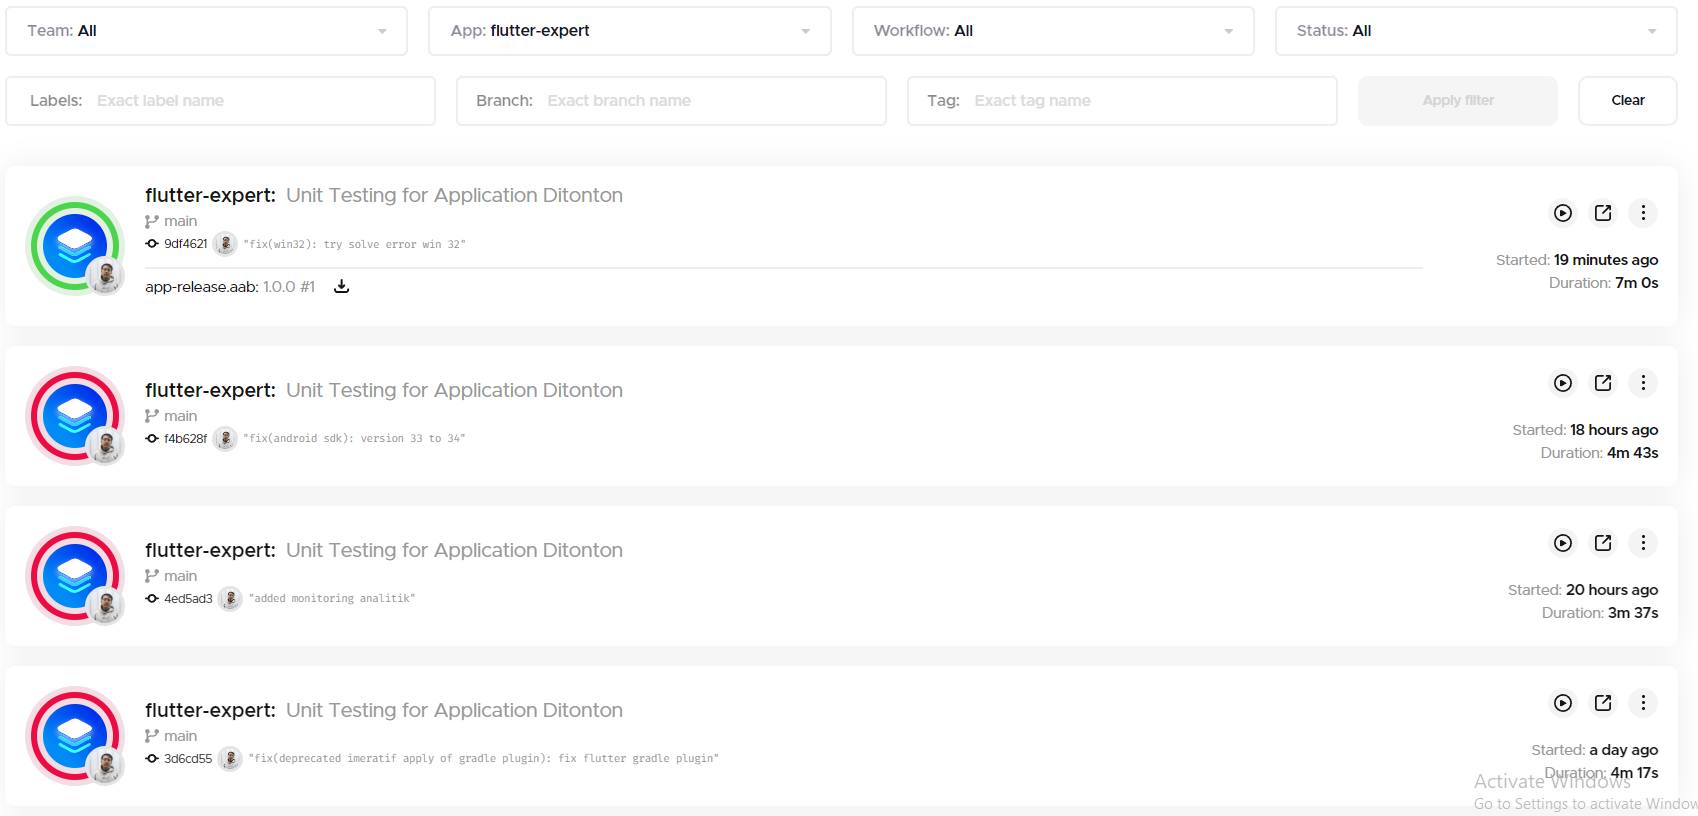 Team: All
App: flutter-expert
Workflow: All
Status: All
Labels: Exact label name
Branch: Exact branch name
Tag: Exact tag name
Apply filter
Clear
flutter-expert: Unit Testing for Application Ditonton
main
9df4621 "fix(win32): try solve error win 32"
app-release.aab: 1.0.0 #1
Started: 19 minutes ago
Duration: 7m 0s
flutter-expert: Unit Testing for Application Ditonton
main
f4b628f "fix(android sdk): version 33 to 34"
Started: 18 hours ago
Duration: 4m 43s
flutter-expert: Unit Testing for Application Ditonton
main
4ed5ad3 "added monitoring analitik"
Started: 20 hours ago
Duration: 3m 37s
flutter-expert: Unit Testing for Application Ditonton
main
3d6cd55 "fix(deprecated imeratif apply of gradle plugin): fix flutter gradle plugin"
Started: a day ago
Duration: 4m 17s
Activate Windows
Go to Settings to activate Window